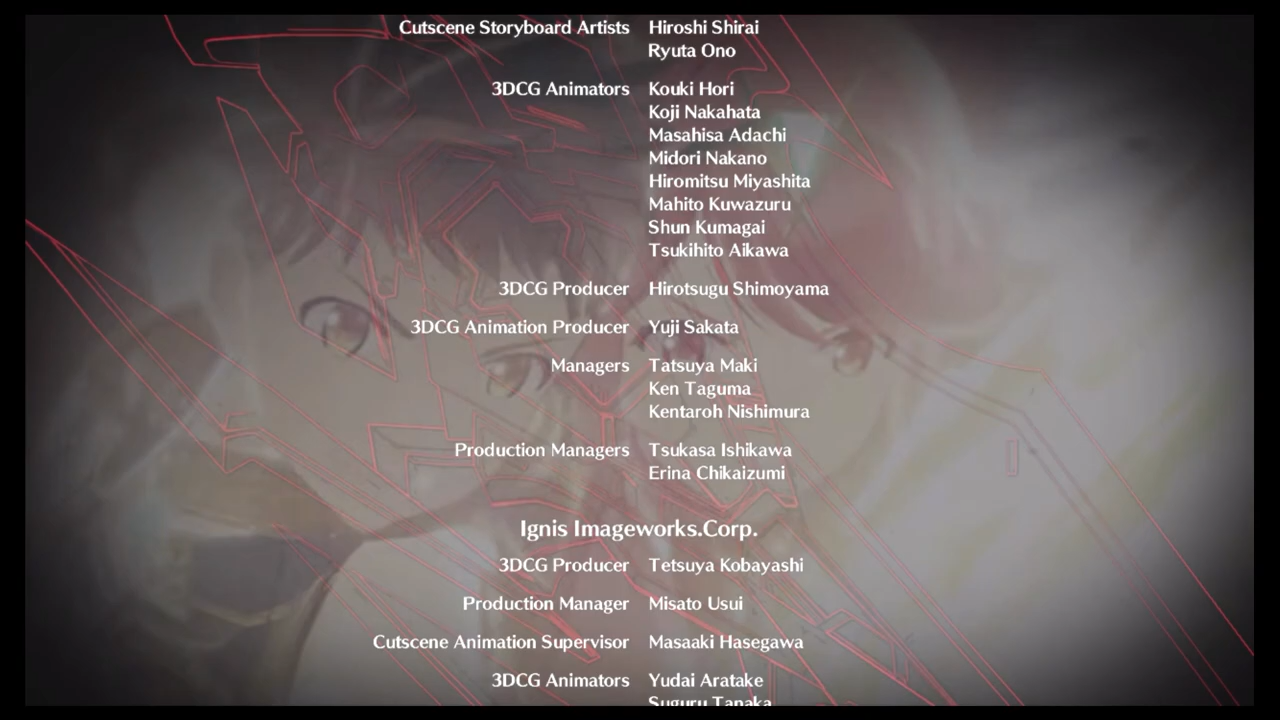 Cutscene Storyboard Artists Hiroshi Shirai
Ryuta Ono
3DCG Animators Kouki Hori
Koji Nakahata
Masahisa Adachi
Midori Nakano
Hiromitsu Miyashita
Mahito Kuwazuru
Shun Kumagai
Tsukihito Aikawa
3DCG Producer Hirotsugu Shimoyama
3DCG Animation Producer Yuji Sakata
Managers Tatsuya Maki
Ken Taguma
Kentaroh Nishimura
Production Managers Tsukasa Ishikawa
Erina Chikaizumi
Ignis Imageworks.Corp.
3DCG Producer Tetsuya Kobayashi
Production Manager Misato Usui
Cutscene Animation Supervisor Masaaki Hasegawa
3DCG Animators Yudai Aratake
Suguru Tanaka